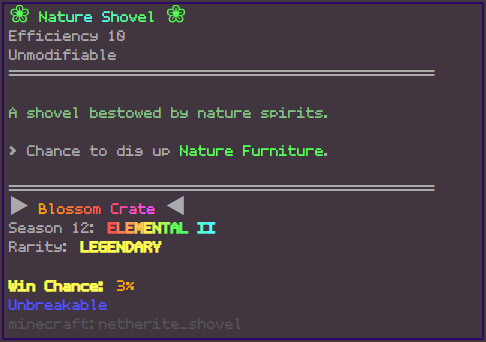 ❀ Nature Shovel ❀
Efficiency 10
Unmodifiable
A shovel bestowed by nature spirits.
> Chance to dig up Nature Furniture.
▶ Blossom Crate ◀
Season 12: ELEMENTAL II
Rarity: LEGENDARY
Win Chance: 3%
Unbreakable
minecraft:netherite_shovel